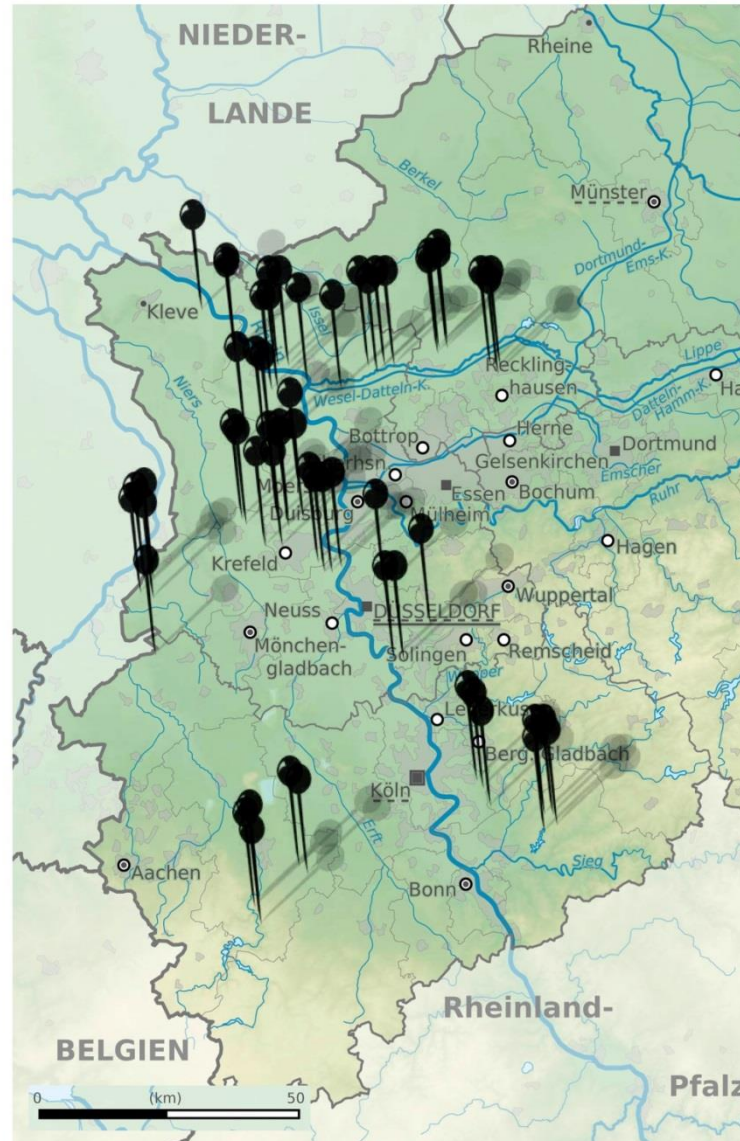 NIEDER-
LANDE
Rheine
Berkel
Münster
Dortmund-
Ems-K.
Kleve
Issel
Niers
Wesel-Datteln-K.
Reckling-
hausen
Lippe
Datteln-
Hamm-K.
Ha
Herne
Bottrop
Dortmund
Gelsenkirchen
Emscher
Essen
Bochum
Ruhr
Duisburg
Mülheim
Krefeld
Hagen
Wuppertal
Neuss
DÜSSELDORF
Mönchen-
gladbach
Solingen
Remscheid
Berg. Gladbach
Köln
Erft
Aachen
Sieg
Bonn
Rheinland-
Pfalz
BELGIEN
0 (km) 50